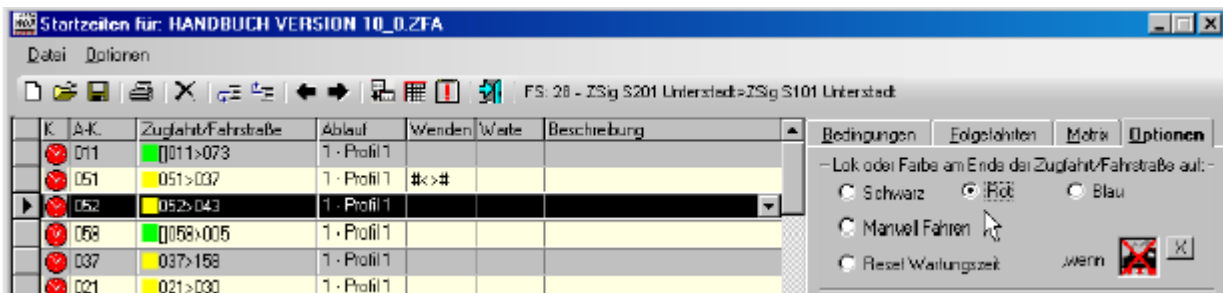 Startzeiten für: HANDBUCH VERSION 10_0.ZFA
Datei Optionen
FS: 28 - ZSig S201 Unterstadt>ZSig S101 Unterstadt
K. A-K. Zugfahrt/Fahrstraße Ablauf Wenden Warte Beschreibung
Bedingungen Folgefahrten Matrix Optionen
011 []011>073 1 - Profil 1
Lok oder Farbe am Ende der Zugfahrt/Fahrstraße auf:
051 051>037 1 - Profil 1 #<>#
Schwarz Rot Blau
052 052>043 1 - Profil 1
058 []058>005 1 - Profil 1
Manuell Fahren
037 037>158 1 - Profil 1
Reset Wartungszeit ,wenn X
021 021>030 1 - Profil 1